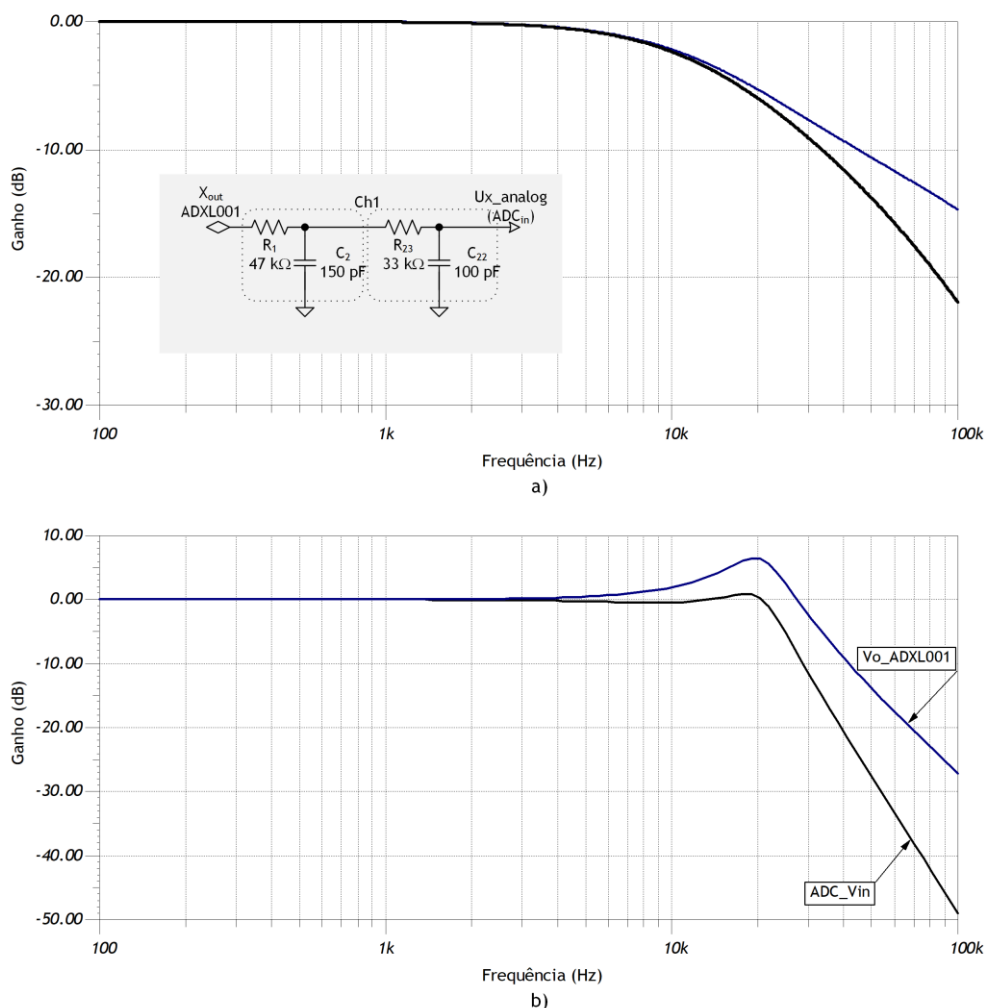 0.00
-10.00
-20.00
-30.00
Ganho (dB)
X_out
ADXL001
Ch1
Ux_analog
(ADC_in)
R_1
47 kΩ
C_2
150 pF
R_23
33 kΩ
C_22
100 pF
100 1k 10k 100k
Frequência (Hz)
a)
10.00
0.00
-10.00
-20.00
-30.00
-40.00
-50.00
Ganho (dB)
Vo_ADXL001
ADC_Vin
100 1k 10k 100k
Frequência (Hz)
b)